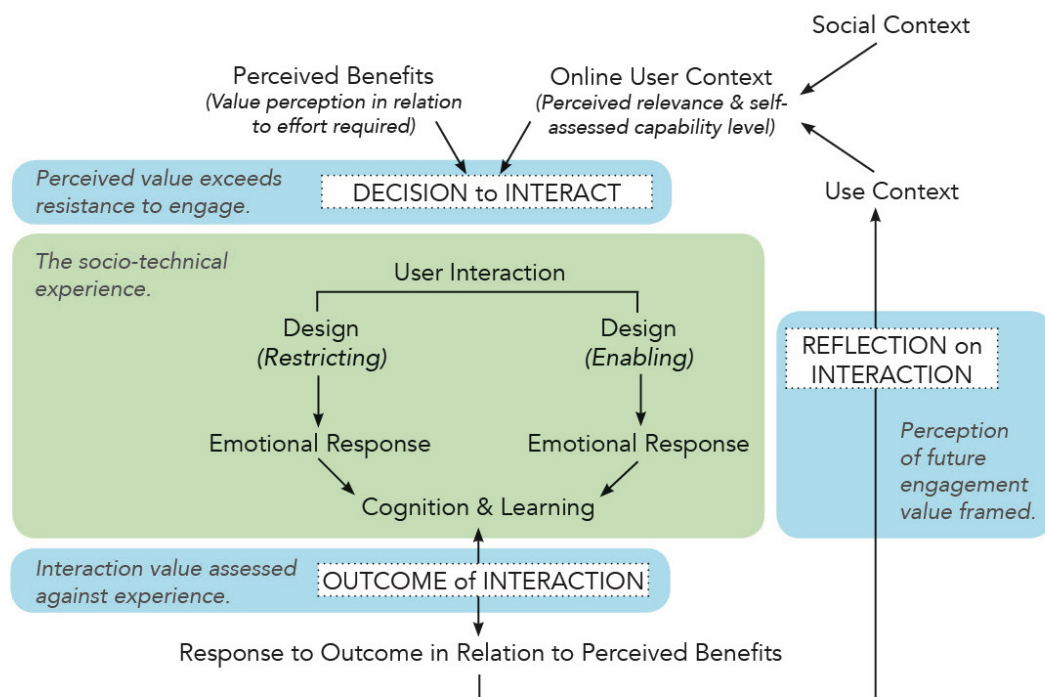 Social Context
Perceived Benefits
(Value perception in relation
to effort required)
Online User Context
(Perceived relevance & self-
assessed capability level)
Perceived value exceeds
resistance to engage.
DECISION to INTERACT
Use Context
The socio-technical
experience.
User Interaction
Design
(Restricting)
Design
(Enabling)
REFLECTION on
INTERACTION
Emotional Response
Emotional Response
Perception
of future
engagement
value framed.
Cognition & Learning
Interaction value assessed
against experience.
OUTCOME of INTERACTION
Response to Outcome in Relation to Perceived Benefits